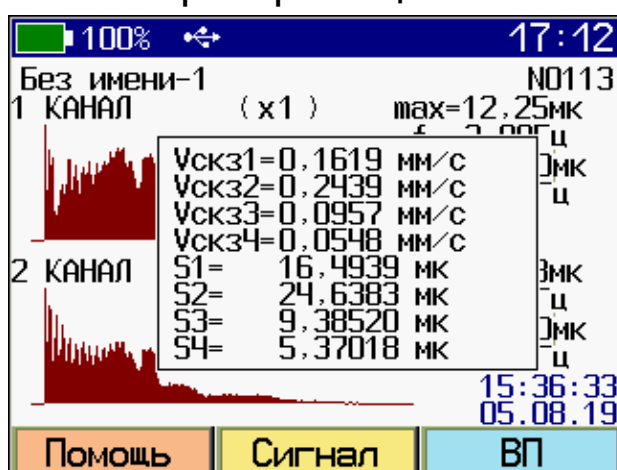 100% 17:12
Без имени-1 N0113
1 КАНАЛ (x1) max=12,25мк
Vскз1=0,1619 мм/с
Vскз2=0,2439 мм/с
Vскз3=0,0957 мм/с
Vскз4=0,0548 мм/с
2 КАНАЛ
S1= 16,4939 мк
S2= 24,6383 мк
S3= 9,38520 мк
S4= 5,37018 мк
15:36:33
05.08.19
Помощь Сигнал ВП